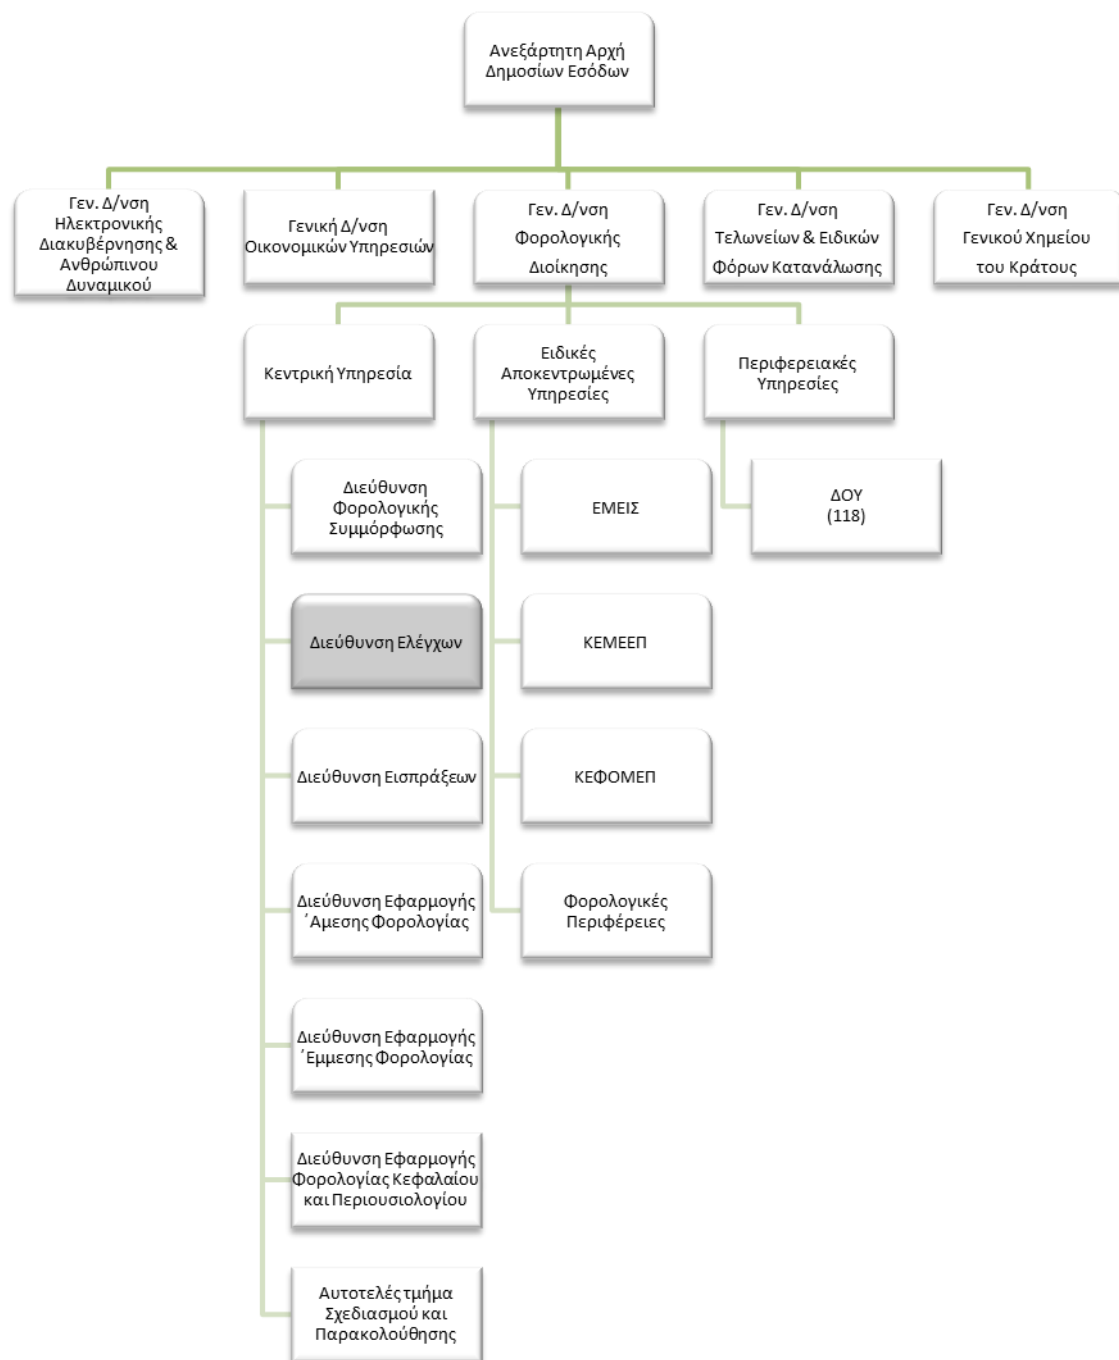 Ανεξάρτητη Αρχή
Δημοσίων Εσόδων
Γεν. Δ/νση
Ηλεκτρονικής
Διακυβέρνησης &
Ανθρώπινου
Δυναμικού
Γενική Δ/νση
Οικονομικών Υπηρεσιών
Γεν. Δ/νση
Φορολογικής
Διοίκησης
Γεν. Δ/νση
Τελωνείων & Ειδικών
Φόρων Κατανάλωσης
Γεν. Δ/νση
Γενικού Χημείου
του Κράτους
Κεντρική Υπηρεσία
Ειδικές
Αποκεντρωμένες
Υπηρεσίες
Περιφερειακές
Υπηρεσίες
Διεύθυνση
Φορολογικής
Συμμόρφωσης
ΕΜΕΙΣ
ΔΟΥ
(118)
Διεύθυνση Ελέγχων
ΚΕΜΕΕΠ
Διεύθυνση Εισπράξεων
ΚΕΦΟΜΕΠ
Διεύθυνση Εφαρμογής
΄Αμεσης Φορολογίας
Φορολογικές
Περιφέρειες
Διεύθυνση Εφαρμογής
΄Εμμεσης Φορολογίας
Διεύθυνση Εφαρμογής
Φορολογίας Κεφαλαίου
και Περιουσιολογίου
Αυτοτελές τμήμα
Σχεδιασμού και
Παρακολούθησης